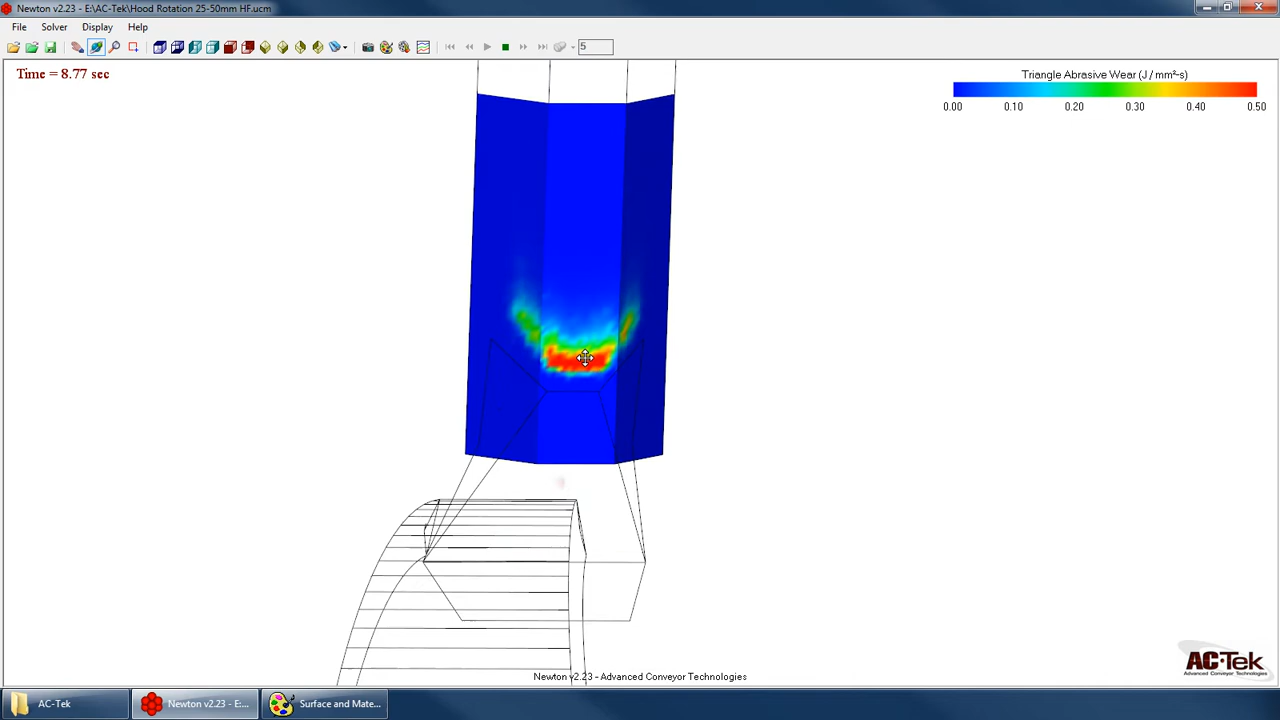 Newton v2.23 - E:\AC-Tek\Hood Rotation 25-50mm HF.ucm
File Solver Display Help
5
Time = 8.77 sec
Triangle Abrasive Wear (J / mm²-s)
0.00 0.10 0.20 0.30 0.40 0.50
Newton v2.23 - Advanced Conveyor Technologies
AC-Tek
Advanced Conveyor Technologies
AC-Tek
Newton v2.23 - E:...
Surface and Mate...